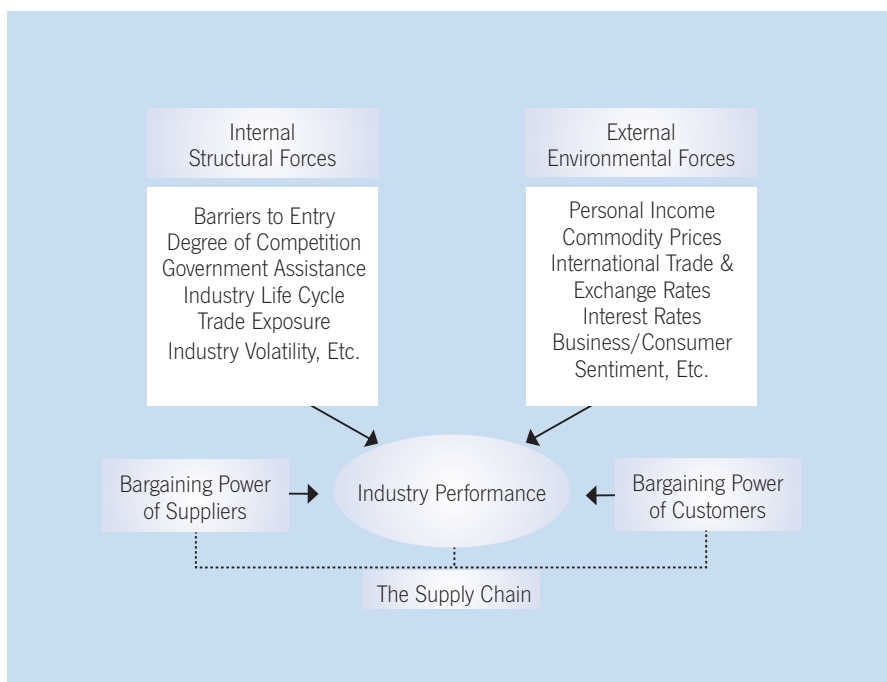 Internal
Structural Forces
External
Environmental Forces
Barriers to Entry
Degree of Competition
Government Assistance
Industry Life Cycle
Trade Exposure
Industry Volatility, Etc.
Personal Income
Commodity Prices
International Trade &
Exchange Rates
Interest Rates
Business/Consumer
Sentiment, Etc.
Bargaining Power
of Suppliers
Industry Performance
Bargaining Power
of Customers
The Supply Chain